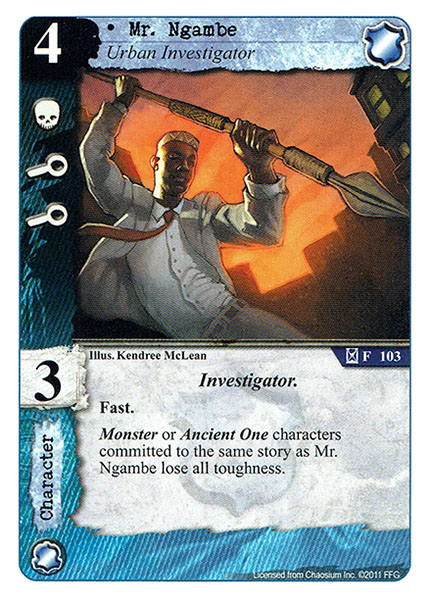 4
• Mr. Ngambe
Urban Investigator
Illus. Kendree McLean
F 103
3
Investigator.
Fast.
Monster or Ancient One characters
committed to the same story as Mr.
Ngambe lose all toughness.
Character
Licensed from Chaosium Inc. ©2011 FFG